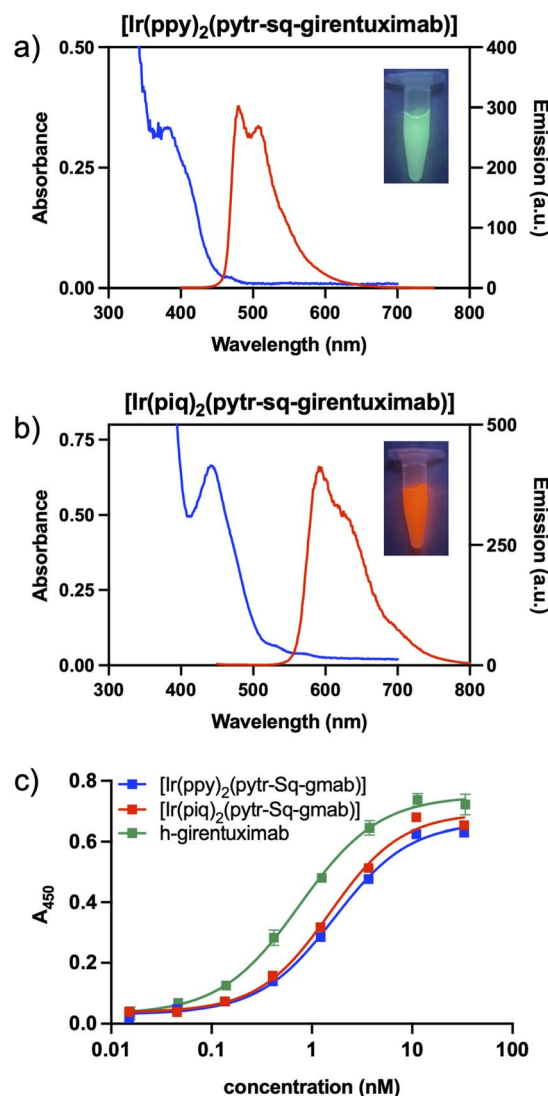 a)
[Ir(ppy)2(pytr-sq-girentuximab)]
0.50
0.25
0.00
Absorbance
400
300
200
100
0
Emission (a.u.)
300 400 500 600 700 800
Wavelength (nm)
b)
[Ir(piq)2(pytr-sq-girentuximab)]
0.75
0.50
0.25
0.00
Absorbance
500
250
0
Emission (a.u.)
300 400 500 600 700 800
Wavelength (nm)
c)
[Ir(ppy)2(pytr-Sq-gmab)]
[Ir(piq)2(pytr-Sq-gmab)]
h-girentuximab
0.8
0.6
0.4
0.2
0.0
A450
0.01 0.1 1 10 100
concentration (nM)